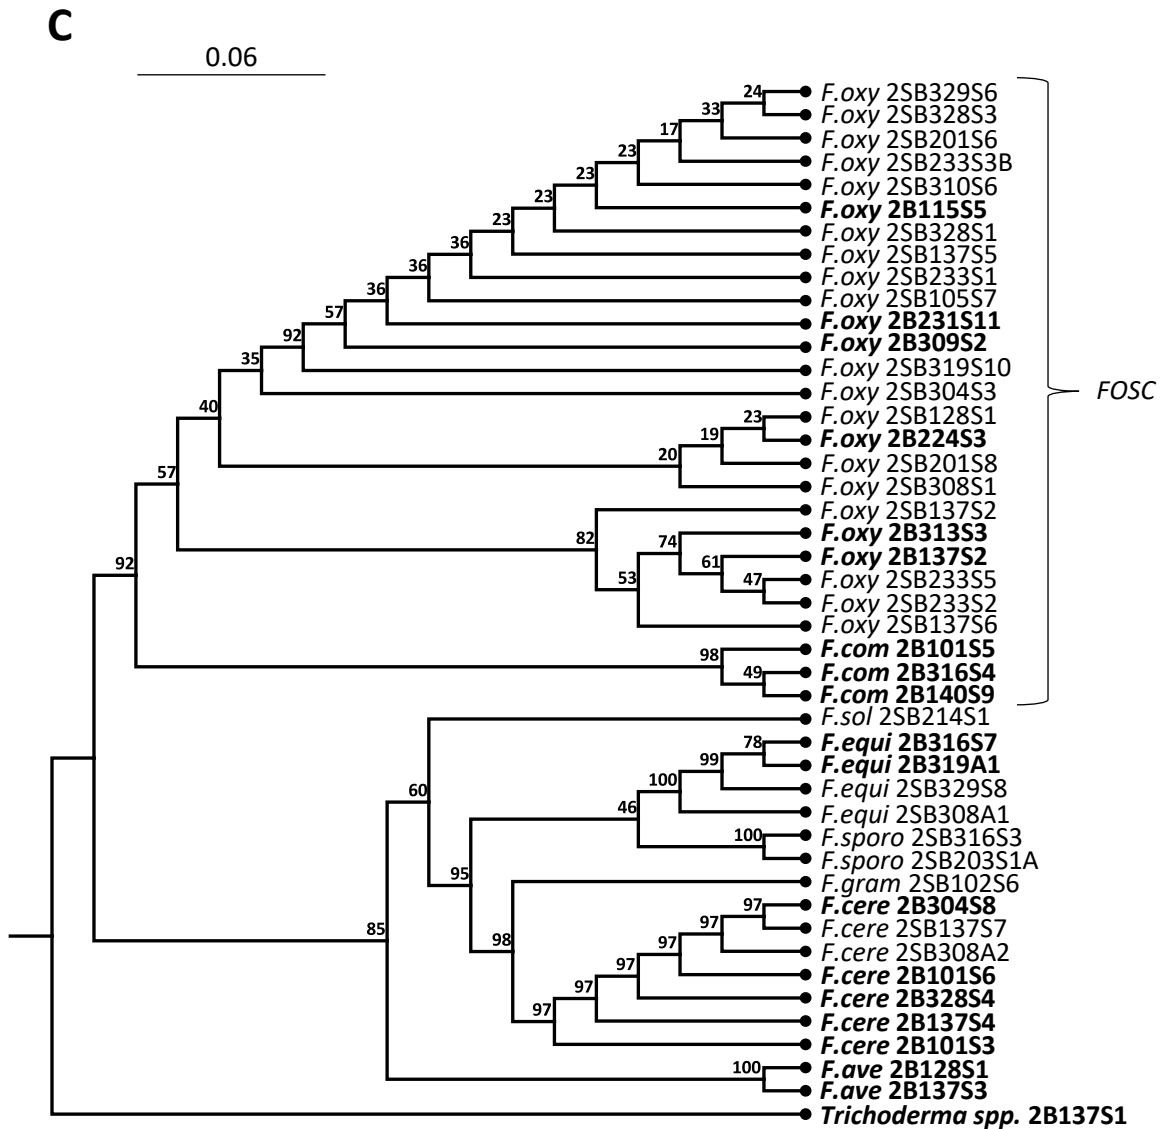 C
0.06
24
F.oxy 2SB329S6
33
F.oxy 2SB328S3
17
F.oxy 2SB201S6
23
F.oxy 2SB233S3B
23
F.oxy 2SB310S6
23
F.oxy 2B115S5
23
F.oxy 2SB328S1
36
F.oxy 2SB137S5
36
F.oxy 2SB233S1
36
F.oxy 2SB105S7
57
F.oxy 2B231S11
92
F.oxy 2B309S2
35
F.oxy 2SB319S10
F.oxy 2SB304S3
FOSC
40
23
F.oxy 2SB128S1
19
F.oxy 2B224S3
20
F.oxy 2SB201S8
57
F.oxy 2SB308S1
F.oxy 2SB137S2
82
74
F.oxy 2B313S3
92
61
F.oxy 2B137S2
53
47
F.oxy 2SB233S5
F.oxy 2SB233S2
F.oxy 2SB137S6
98
F.com 2B101S5
49
F.com 2B316S4
F.com 2B140S9
F.sol 2SB214S1
78
F.equi 2B316S7
99
F.equi 2B319A1
60
100
F.equi 2SB329S8
46
F.equi 2SB308A1
100
F.sporo 2SB316S3
F.sporo 2SB203S1A
95
F.gram 2SB102S6
97
F.cere 2B304S8
85
97
F.cere 2SB137S7
98
97
F.cere 2SB308A2
97
F.cere 2B101S6
97
F.cere 2B328S4
97
F.cere 2B137S4
F.cere 2B101S3
100
F.ave 2B128S1
F.ave 2B137S3
Trichoderma spp. 2B137S1